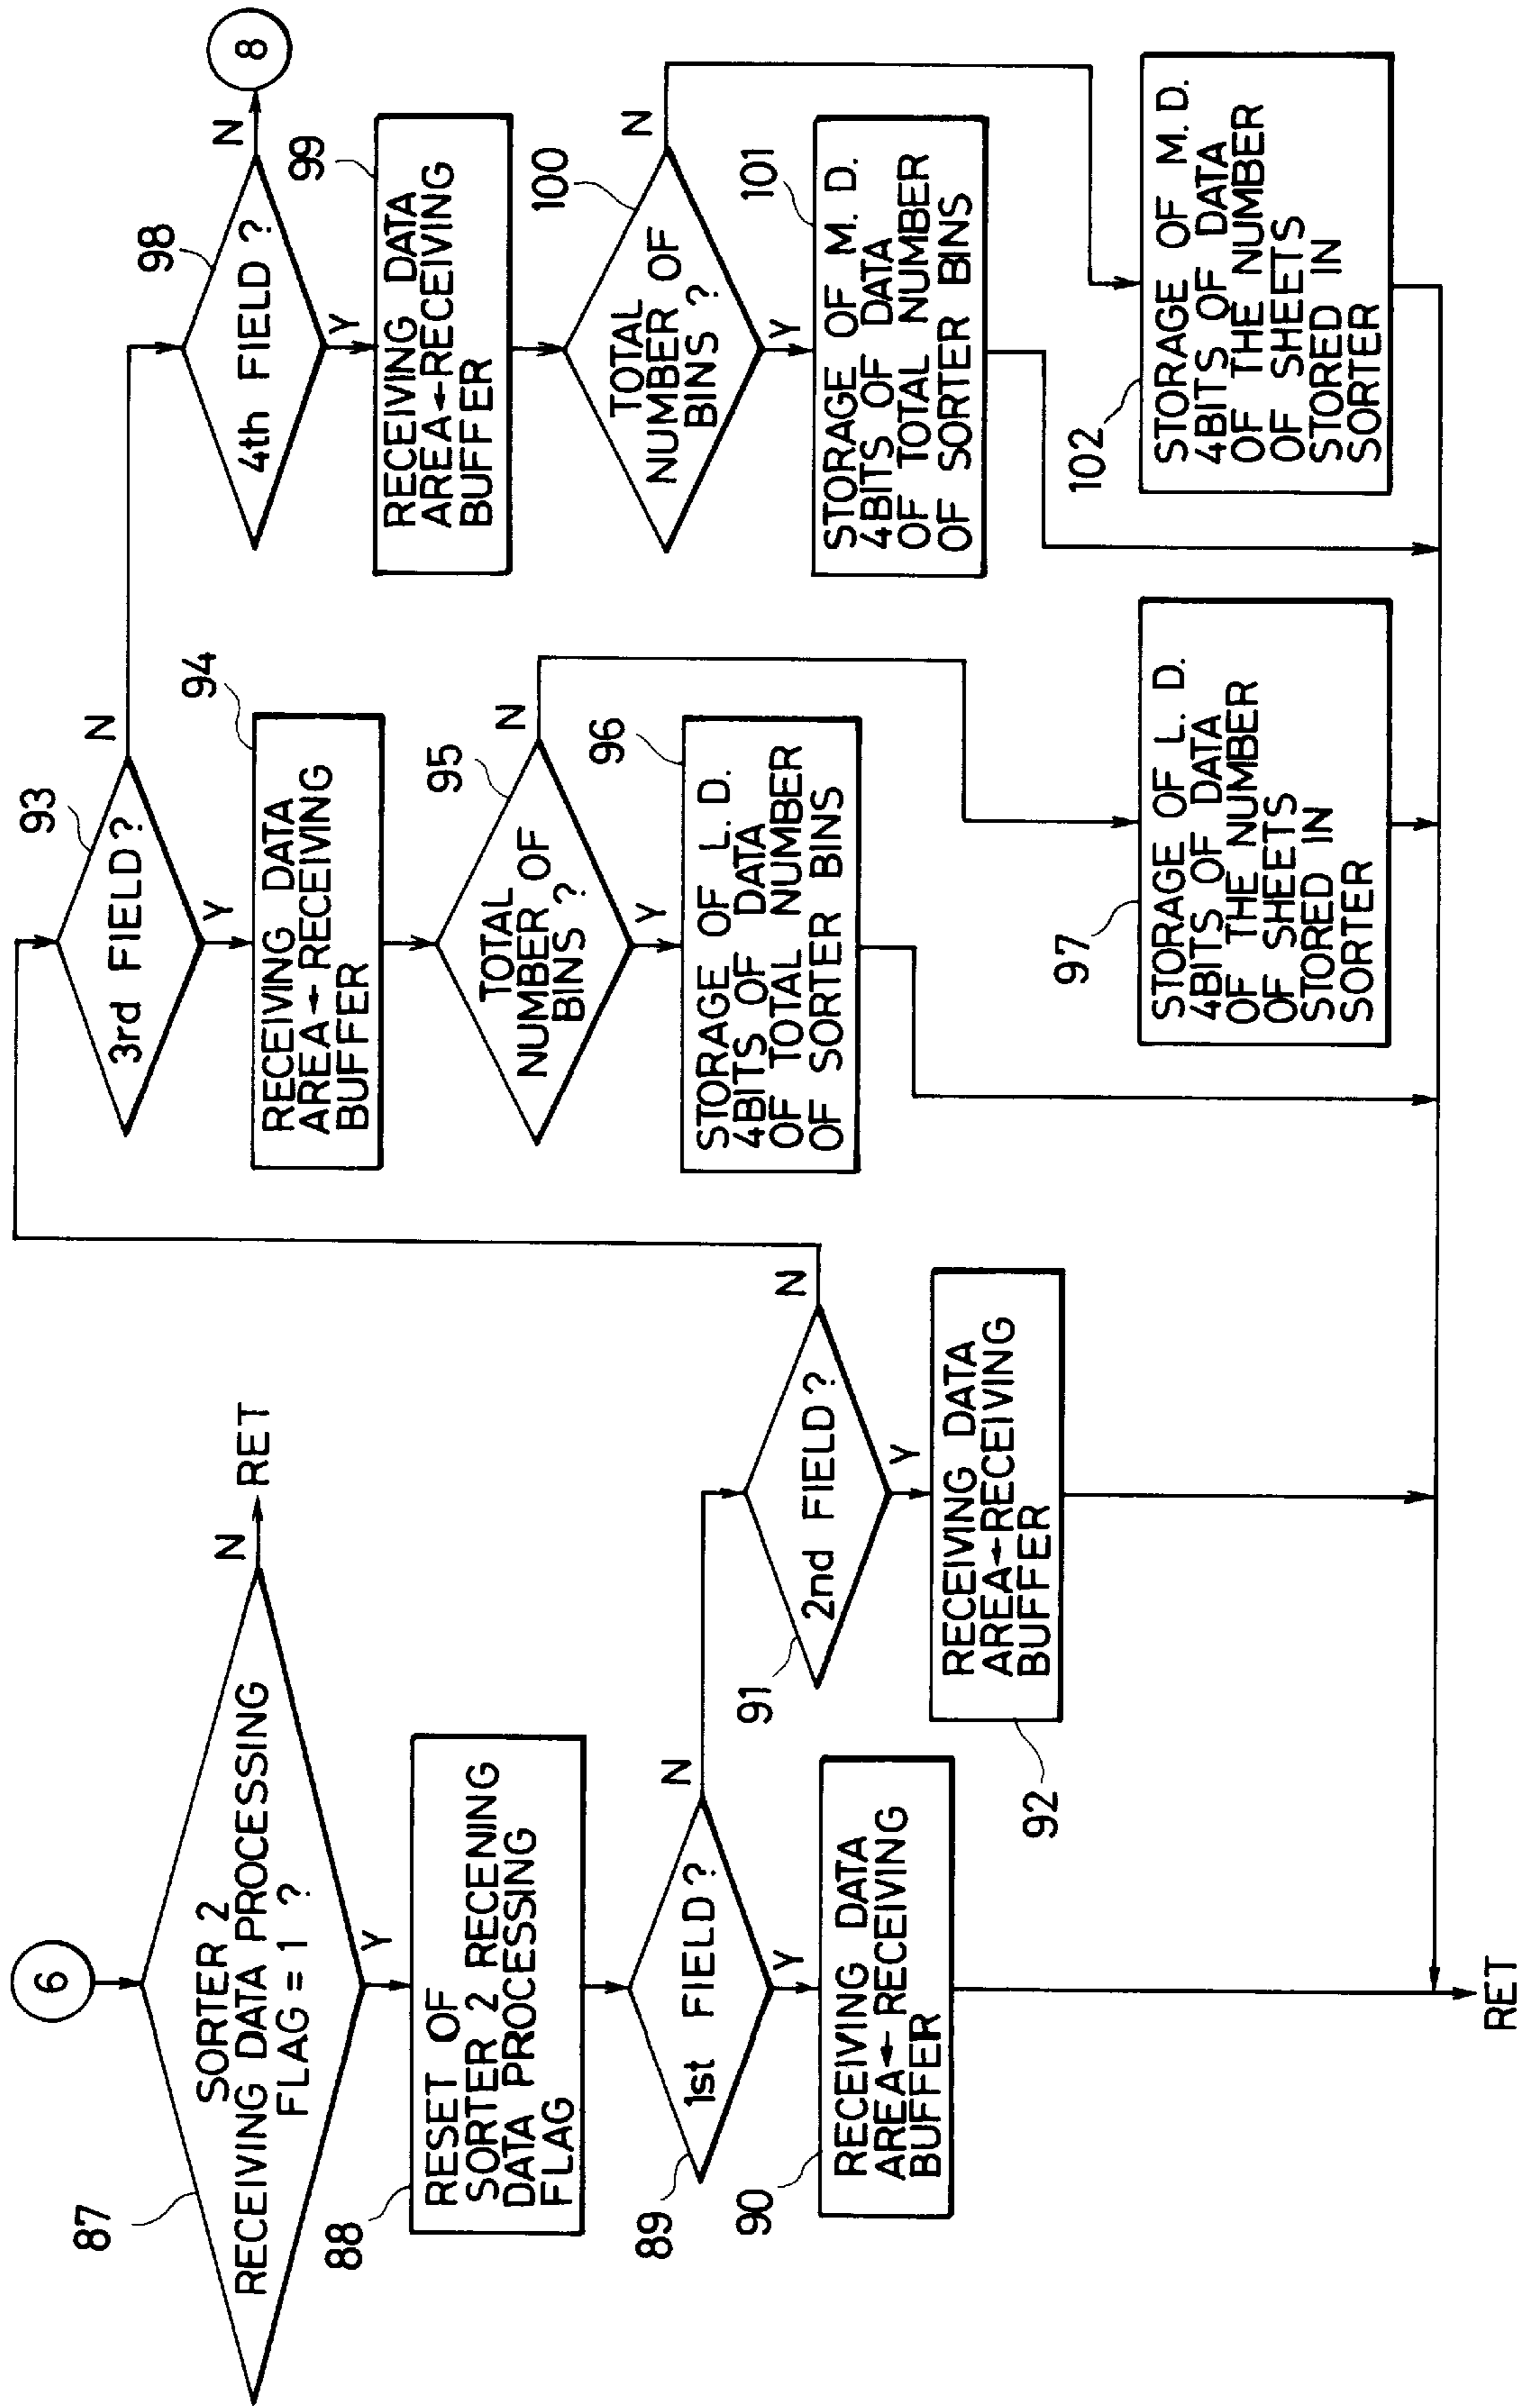 6
87
SORTER 2
RECEIVING DATA PROCESSING
FLAG = 1 ?
N
RET
Y
88
RESET OF
SORTER 2 RECENING
DATA PROCESSING
FLAG
89
1st FIELD?
N
Y
90
RECEIVING DATA
AREA←RECEIVING
BUFFER
91
2nd FIELD?
N
Y
92
RECEIVING DATA
AREA←RECEIVING
BUFFER
93
3rd FIELD?
N
Y
94
RECEIVING DATA
AREA←RECEIVING
BUFFER
95
TOTAL
NUMBER OF
BINS ?
N
Y
96
STORAGE OF L. D.
4BITS OF DATA
OF TOTAL NUMBER
OF SORTER BINS
97
STORAGE OF L. D.
4BITS OF DATA
OF THE NUMBER
OF SHEETS
STORED IN
SORTER
98
4th FIELD ?
N
8
Y
99
RECEIVING DATA
AREA←RECEIVING
BUFFER
100
TOTAL
NUMBER OF
BINS ?
N
Y
101
STORAGE OF M. D.
4BITS OF DATA
OF TOTAL NUMBER
OF SORTER BINS
102
STORAGE OF M. D.
4BITS OF DATA
OF THE NUMBER
OF SHEETS
STORED IN
SORTER
RET